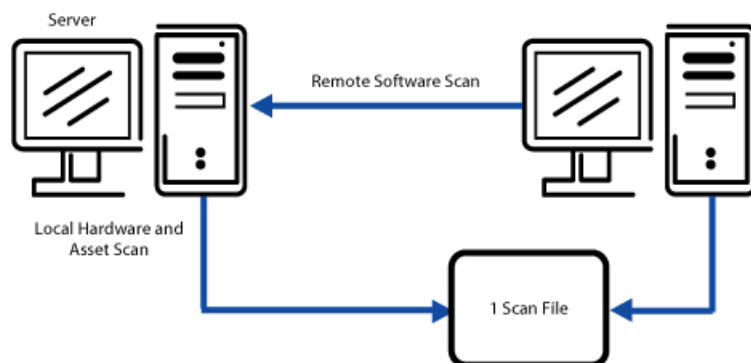 Server
Remote Software Scan
Local Hardware and
Asset Scan
1 Scan File